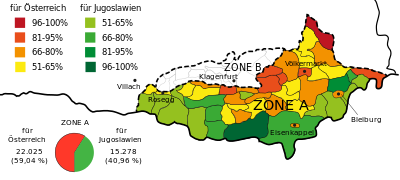 für Österreich
für Jugoslawien
96-100%
51-65%
81-95%
66-80%
66-80%
81-95%
51-65%
96-100%
ZONE B
Völkermarkt
Klagenfurt
Villach
Rosegg
ZONE A
Bleiburg
Eisenkappel
ZONE A
für
Österreich
22.025
(59,04 %)
für
Jugoslawien
15.278
(40,96 %)